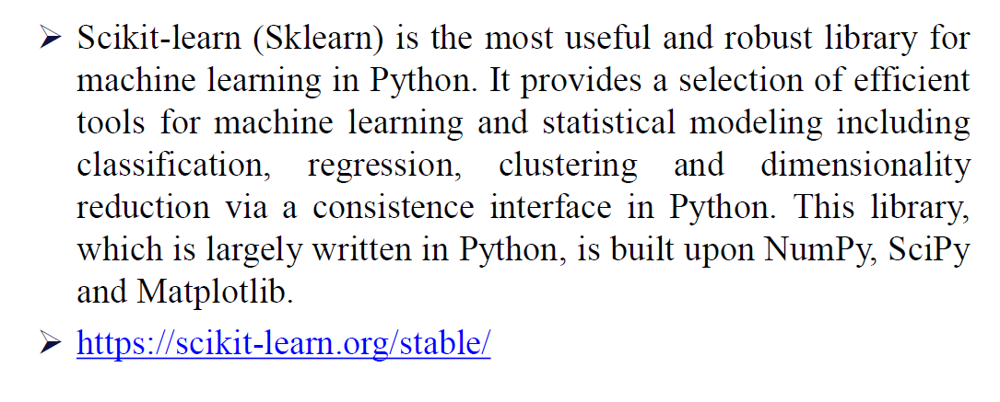 ➢ Scikit-learn (Sklearn) is the most useful and robust library for
machine learning in Python. It provides a selection of efficient
tools for machine learning and statistical modeling including
classification, regression, clustering and dimensionality
reduction via a consistence interface in Python. This library,
which is largely written in Python, is built upon NumPy, SciPy
and Matplotlib.
➢ https://scikit-learn.org/stable/